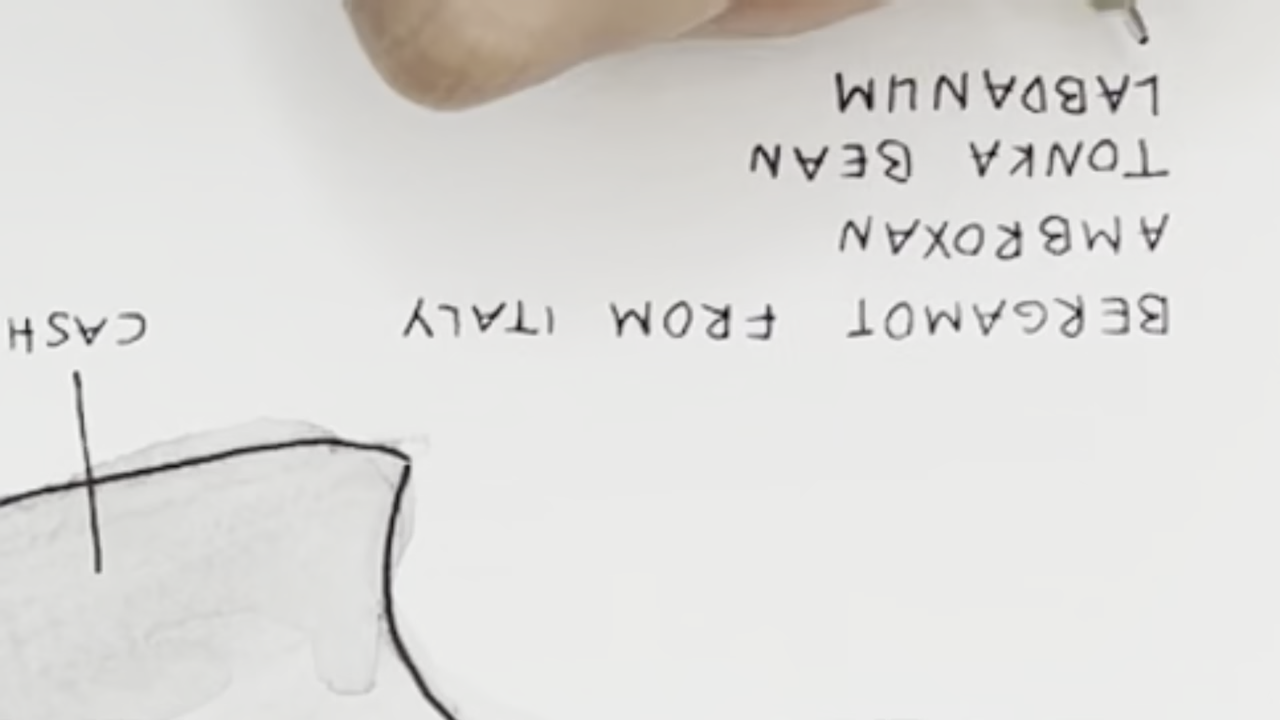 CASH
BERGAMOT FROM ITALY
AMBROXAN
TONKA BEAN
LABDANUM